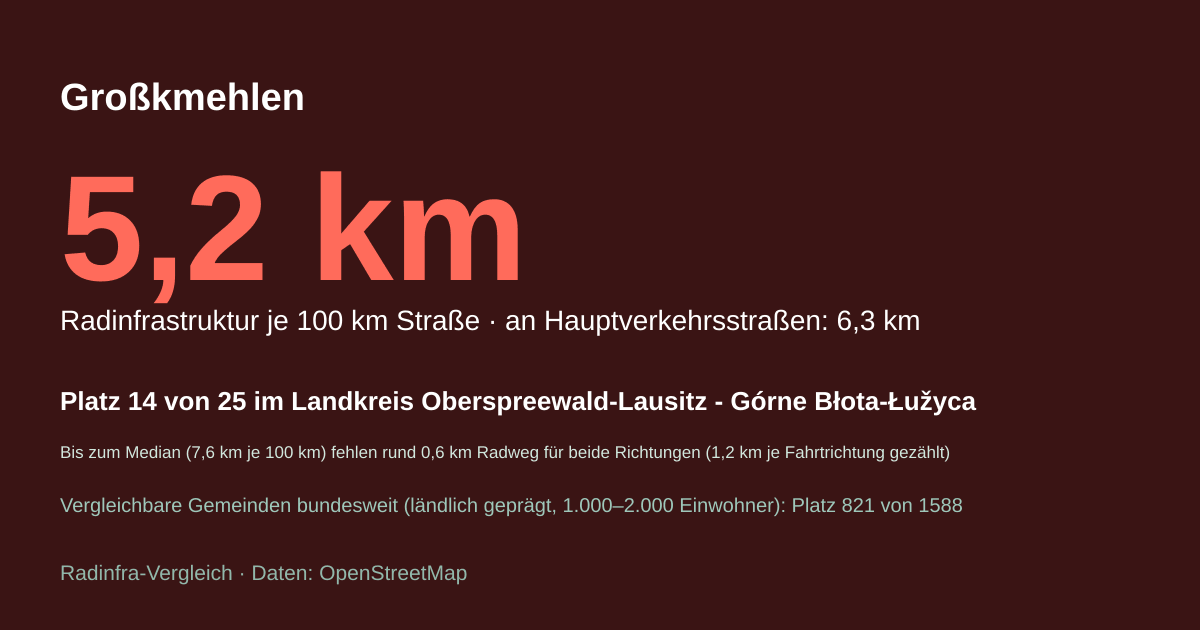 Großkmehlen
5,2 km
Radinfrastruktur je 100 km Straße · an Hauptverkehrsstraßen: 6,3 km
Platz 14 von 25 im Landkreis Oberspreewald-Lausitz - Górne Błota-Łužyca
Bis zum Median (7,6 km je 100 km) fehlen rund 0,6 km Radweg für beide Richtungen (1,2 km je Fahrtrichtung gezählt)
Vergleichbare Gemeinden bundesweit (ländlich geprägt, 1.000–2.000 Einwohner): Platz 821 von 1588
Radinfra-Vergleich · Daten: OpenStreetMap